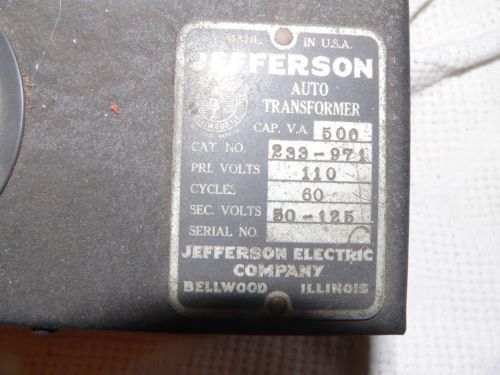 MADE IN U.S.A.
JEFFERSON
AUTO
TRANSFORMER
CAP. V.A. 500
CAT. NO. 233-971
PRI. VOLTS 110
CYCLES 60
SEC. VOLTS 50-125
SERIAL NO.
JEFFERSON ELECTRIC
COMPANY
BELLWOOD ILLINOIS